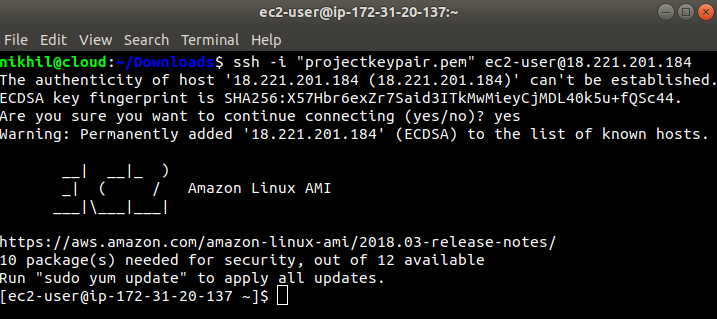 ec2-user@ip-172-31-20-137:~
File Edit View Search Terminal Help
nikhil@cloud:~/Downloads$ ssh -i "projectkeypair.pem" ec2-user@18.221.201.184
The authenticity of host '18.221.201.184 (18.221.201.184)' can't be established.
ECDSA key fingerprint is SHA256:X57Hbr6exZr7Said3ITkMwMieyCjMDL40k5u+fQSc44.
Are you sure you want to continue connecting (yes/no)? yes
Warning: Permanently added '18.221.201.184' (ECDSA) to the list of known hosts.

       __|  __|_  )
       _|  (     /   Amazon Linux AMI
      ___|\___|___|

https://aws.amazon.com/amazon-linux-ami/2018.03-release-notes/
10 package(s) needed for security, out of 12 available
Run "sudo yum update" to apply all updates.
[ec2-user@ip-172-31-20-137 ~]$